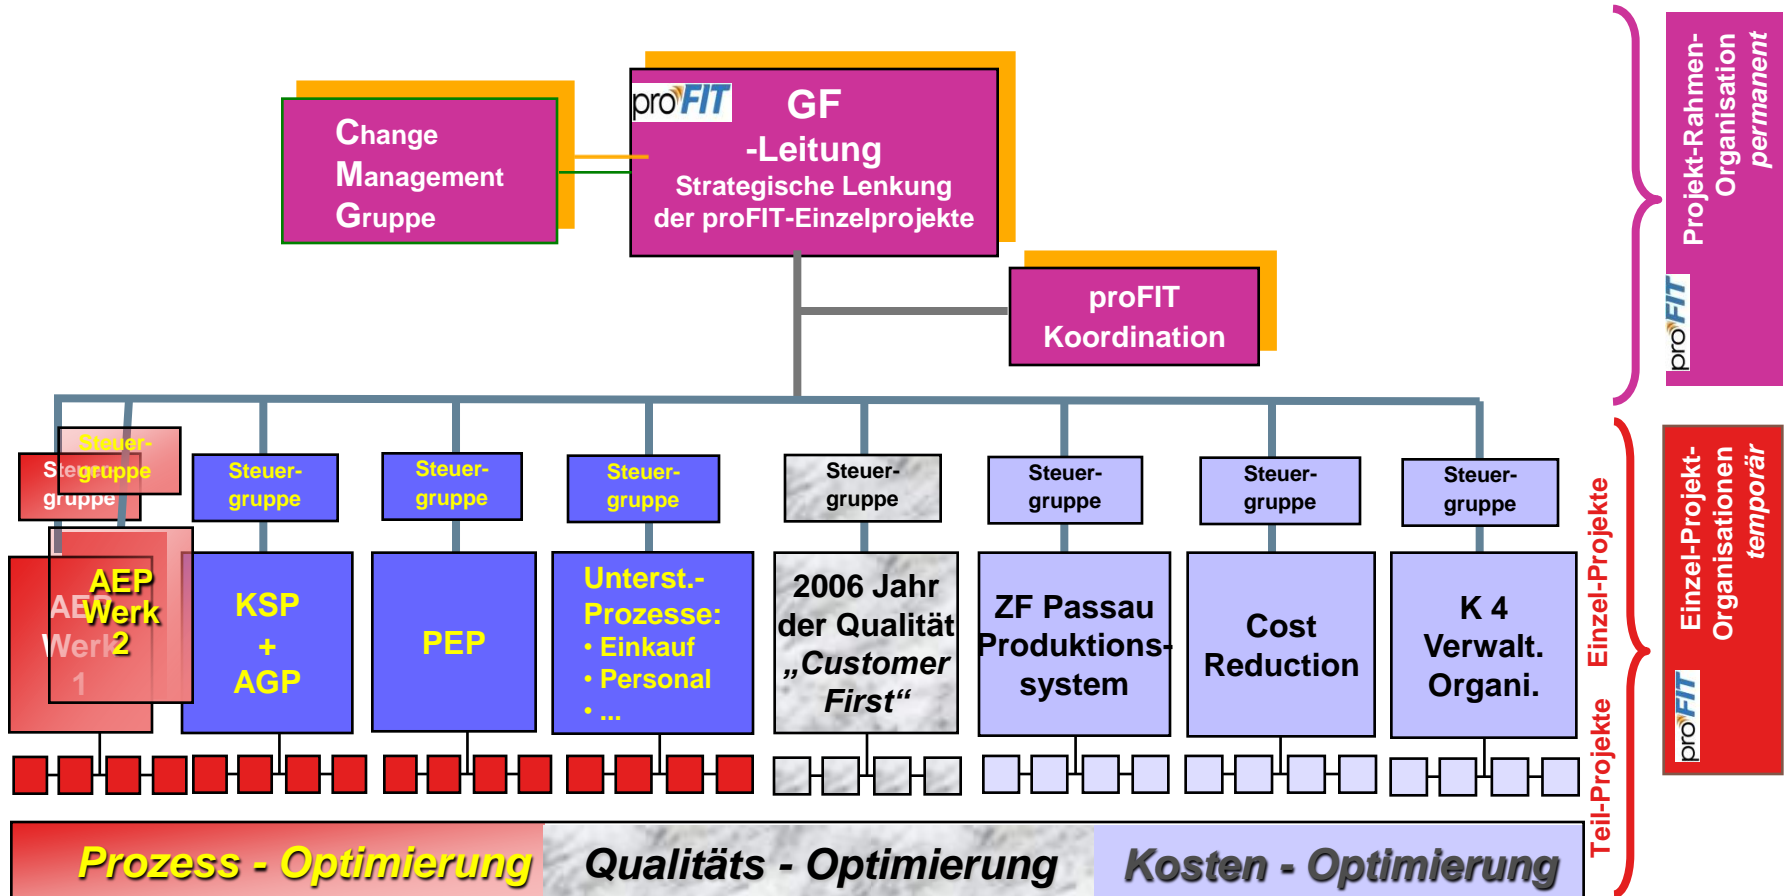 Change
Management
Gruppe
proFIT
GF
-Leitung
Strategische Lenkung
der proFIT-Einzelprojekte
proFIT
Koordination
Projekt-Rahmen-
Organisation
permanent
proFIT
Steuer-
gruppe
Steuer-
gruppe
Steuer-
gruppe
Steuer-
gruppe
Steuer-
gruppe
Steuer-
gruppe
Steuer-
gruppe
Steuer-
gruppe
Steuer-
gruppe
AEP
Werk
1
AEP
Werk
2
KSP
+
AGP
PEP
Unterst.-
Prozesse:
• Einkauf
• Personal
• ...
2006 Jahr
der Qualität
„Customer
First“
ZF Passau
Produktions-
system
Cost
Reduction
K 4
Verwalt.
Organi.
Einzel-Projekte
Teil-Projekte
Einzel-Projekt-
Organisationen
temporär
proFIT
Prozess - Optimierung
Qualitäts - Optimierung
Kosten - Optimierung